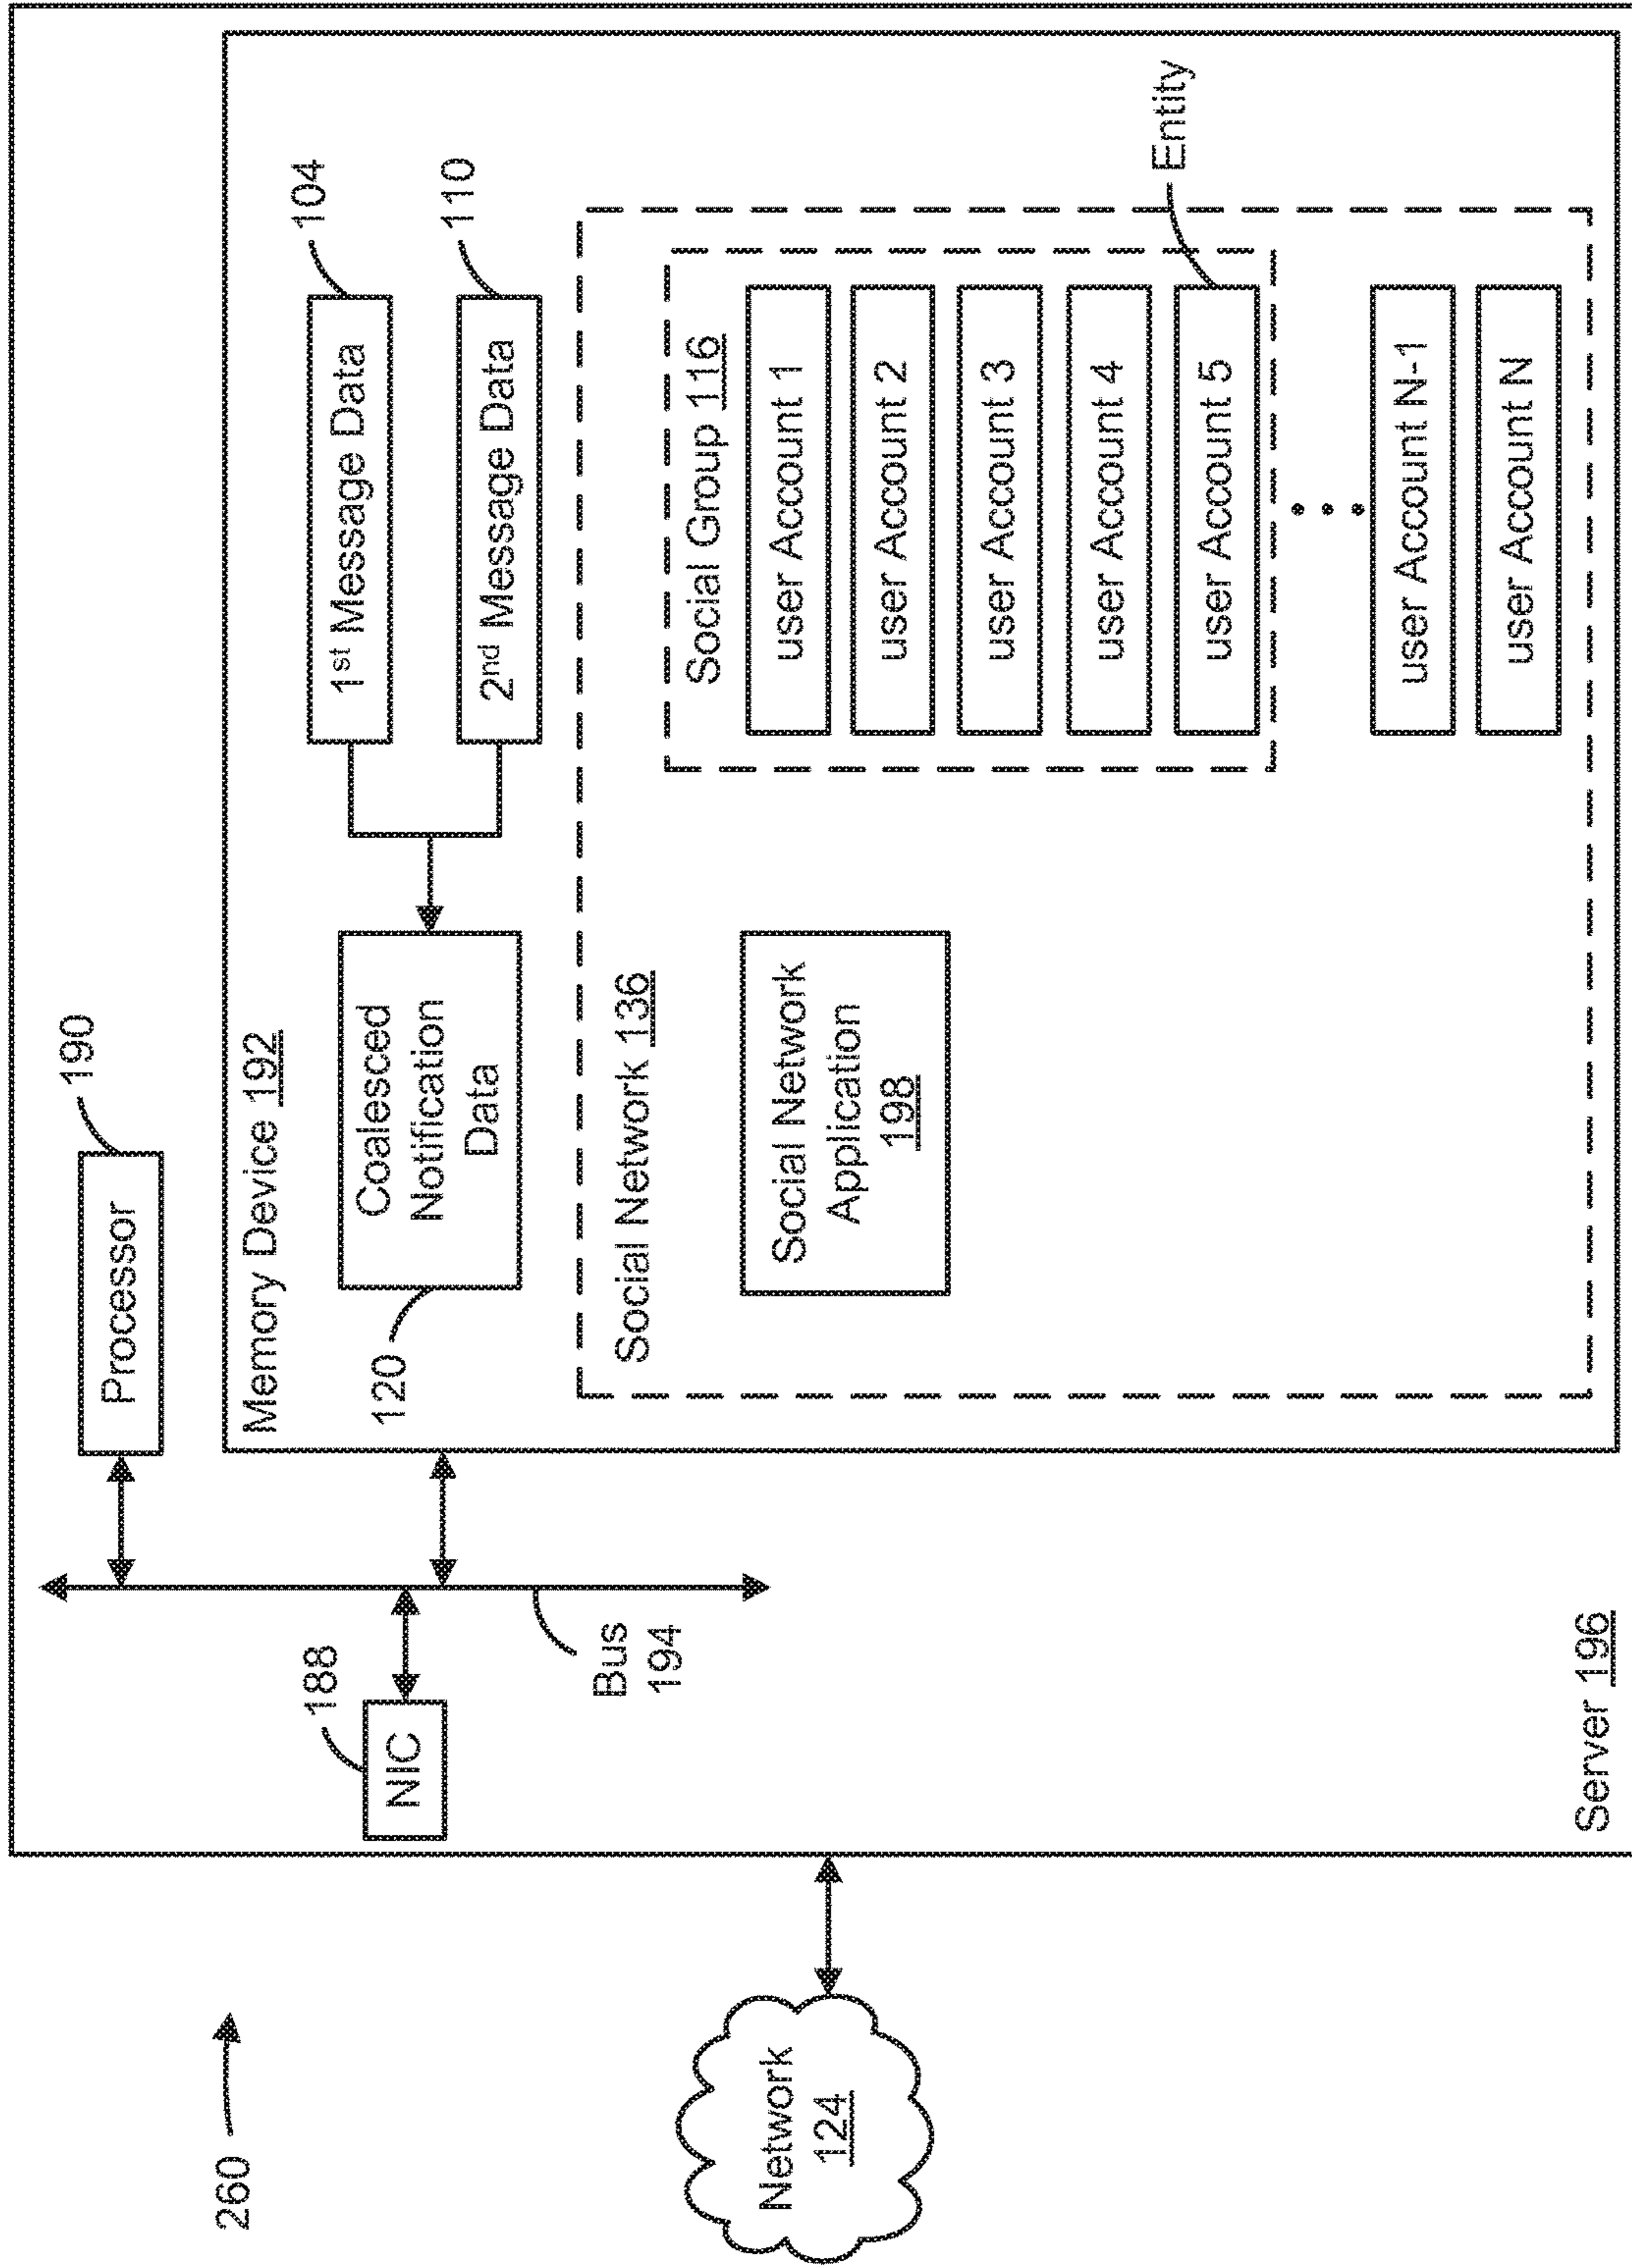 260
Network
124
Server 196
NIC
188
Bus
194
Processor
190
Memory Device 192
Coalesced
Notification
Data
120
1st Message Data
104
2nd Message Data
110
Social Network 136
Social Network
Application
198
Social Group 116
user Account 1
user Account 2
user Account 3
user Account 4
user Account 5
Entity
user Account N-1
user Account N